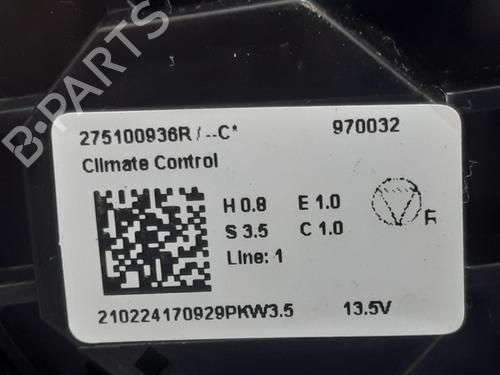 B-PARTS
275100936R / --C* 970032
Climate Control
H 0.8 E 1.0
S 3.5 C 1.0
R
Line: 1
210224170929PKW3.5 13.5V